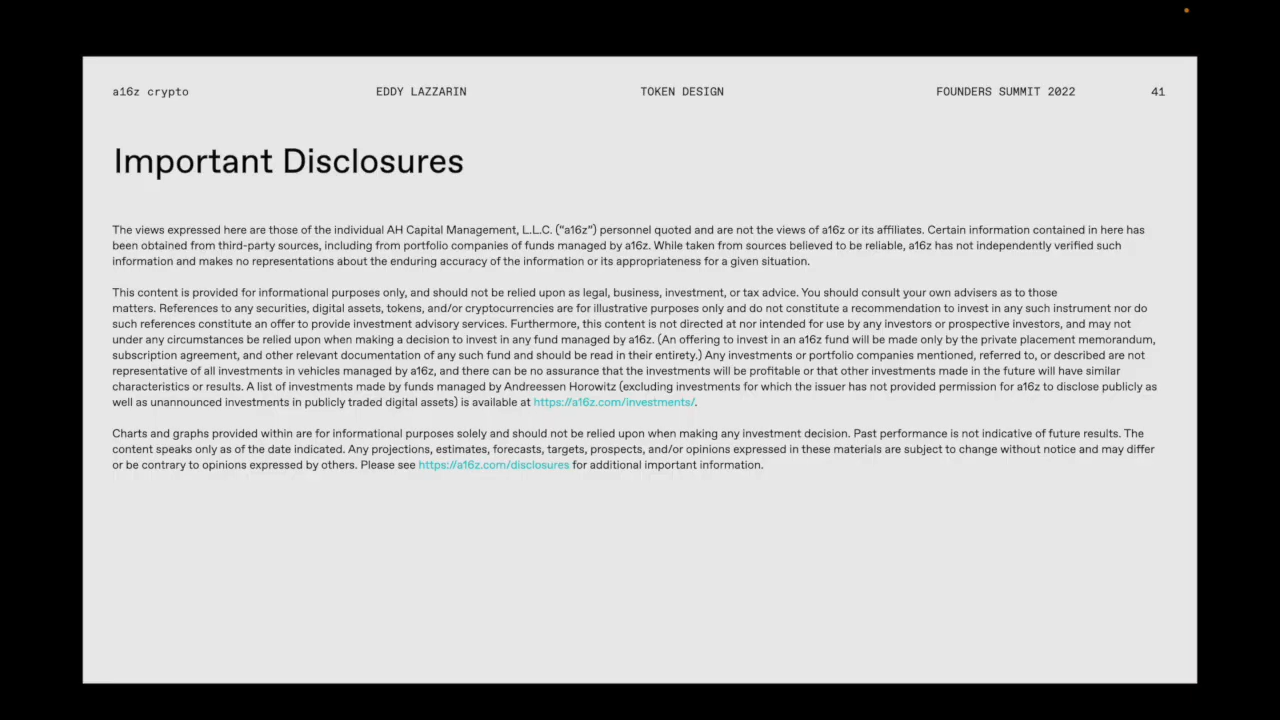 a16z crypto EDDY LAZZARIN TOKEN DESIGN FOUNDERS SUMMIT 2022 41
Important Disclosures
The views expressed here are those of the individual AH Capital Management, L.L.C. (“a16z”) personnel quoted and are not the views of a16z or its affiliates. Certain information contained in here has
been obtained from third-party sources, including from portfolio companies of funds managed by a16z. While taken from sources believed to be reliable, a16z has not independently verified such
information and makes no representations about the enduring accuracy of the information or its appropriateness for a given situation.
This content is provided for informational purposes only, and should not be relied upon as legal, business, investment, or tax advice. You should consult your own advisers as to those
matters. References to any securities, digital assets, tokens, and/or cryptocurrencies are for illustrative purposes only and do not constitute a recommendation to invest in any such instrument nor do
such references constitute an offer to provide investment advisory services. Furthermore, this content is not directed at nor intended for use by any investors or prospective investors, and may not
under any circumstances be relied upon when making a decision to invest in any fund managed by a16z. (An offering to invest in an a16z fund will be made only by the private placement memorandum,
subscription agreement, and other relevant documentation of any such fund and should be read in their entirety.) Any investments or portfolio companies mentioned, referred to, or described are not
representative of all investments in vehicles managed by a16z, and there can be no assurance that the investments will be profitable or that other investments made in the future will have similar
characteristics or results. A list of investments made by funds managed by Andreessen Horowitz (excluding investments for which the issuer has not provided permission for a16z to disclose publicly as
well as unannounced investments in publicly traded digital assets) is available at https://a16z.com/investments/.
Charts and graphs provided within are for informational purposes solely and should not be relied upon when making any investment decision. Past performance is not indicative of future results. The
content speaks only as of the date indicated. Any projections, estimates, forecasts, targets, prospects, and/or opinions expressed in these materials are subject to change without notice and may differ
or be contrary to opinions expressed by others. Please see https://a16z.com/disclosures for additional important information.